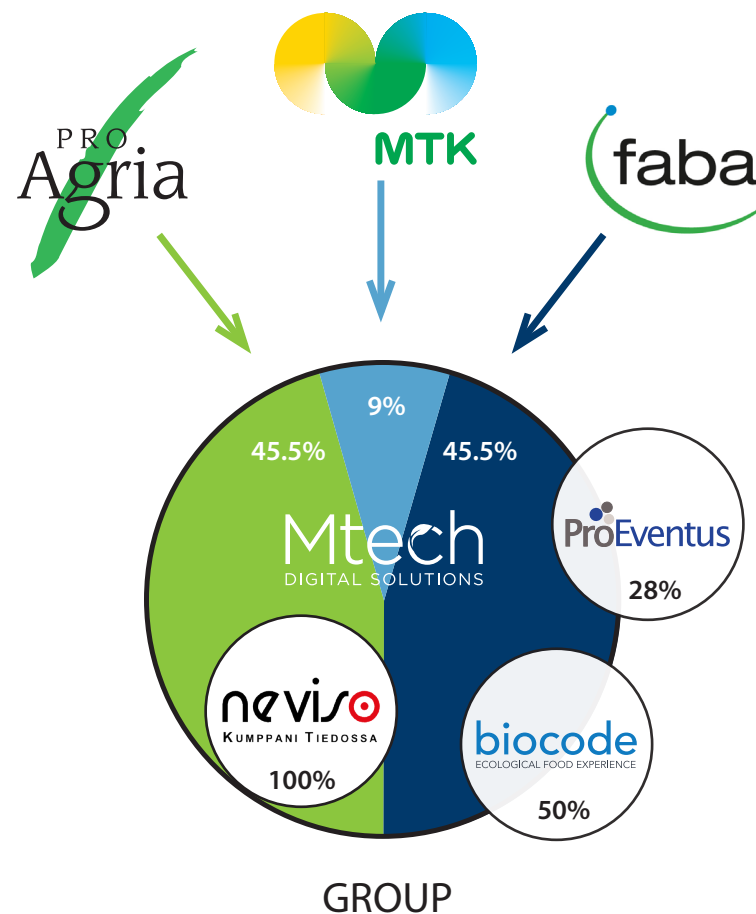 PRO
Agria
MTK
faba
9%
45.5%
45.5%
Mtech
DIGITAL SOLUTIONS
ProEventus
28%
neviso
KUMPPANI TIEDOSSA
100%
biocode
ECOLOGICAL FOOD EXPERIENCE
50%
GROUP